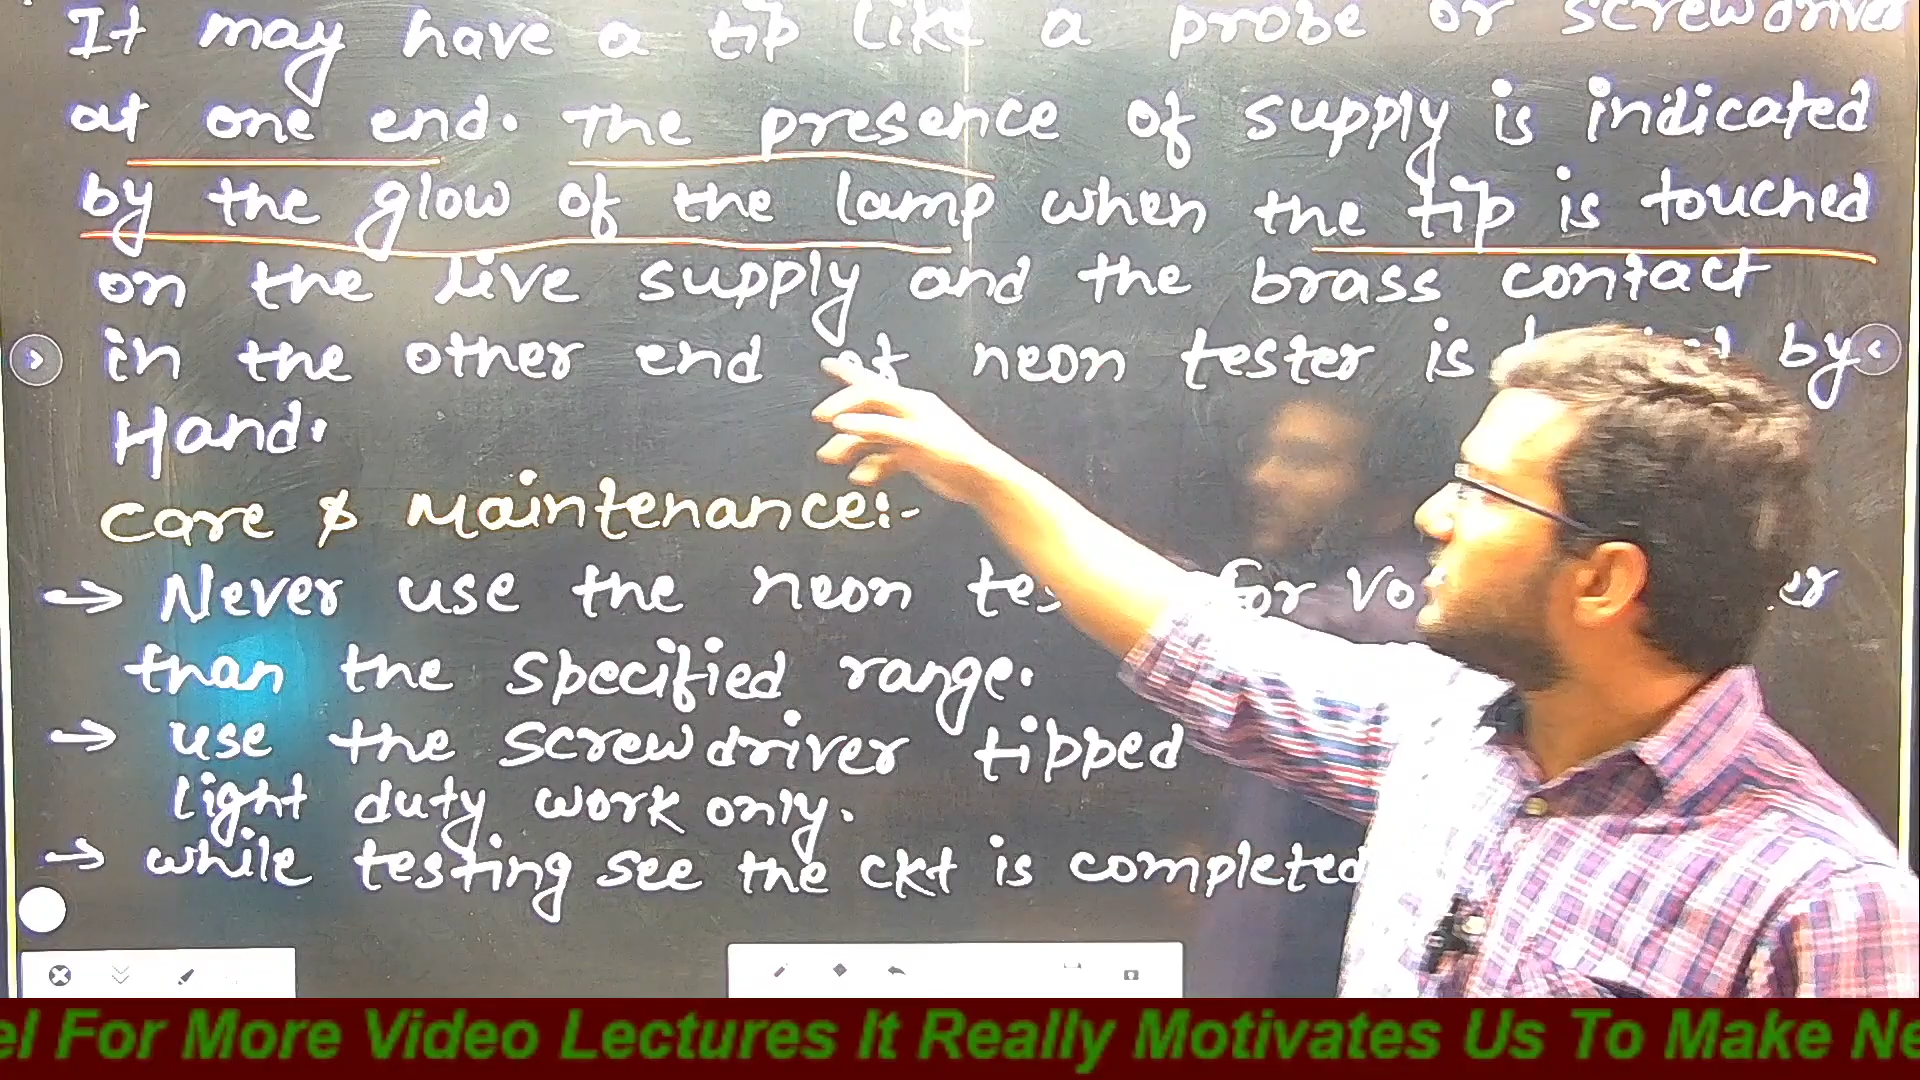 It may have a tip like a probe or screwdriver
at one end. The presence of supply is indicated
by the glow of the lamp when the tip is touched
on the live supply and the brass contact
in the other end of neon tester is by
Hand.
Care & Maintenance:-
→ Never use the neon for
than the specified range.
→ use the screwdriver tipped
light duty work only.
→ while testing see the ckt is completed
For More Video Lectures It Really Motivates Us To Make